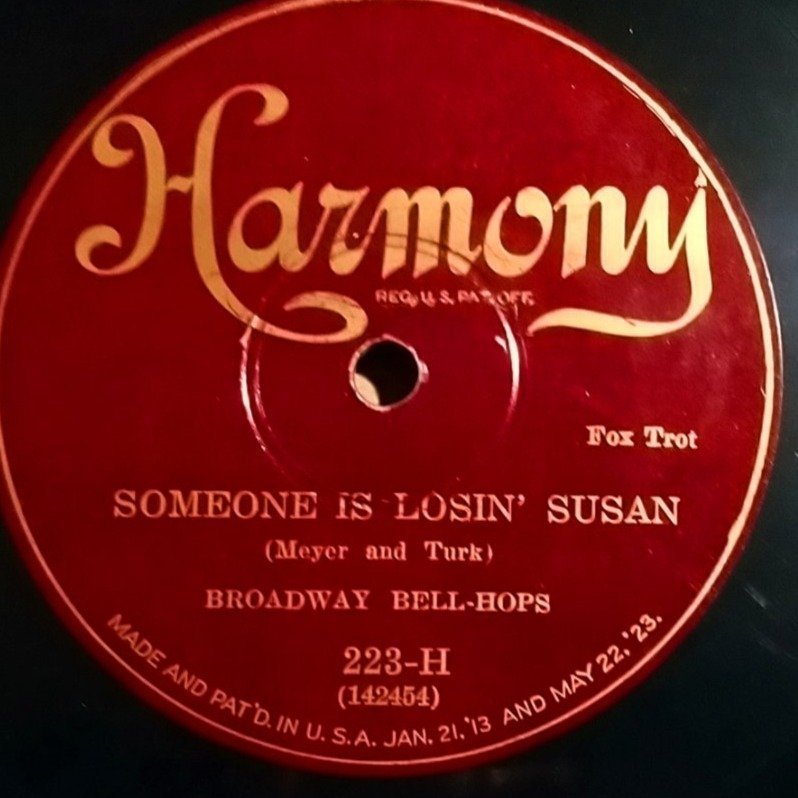 Harmony
REG. U. S. PAT. OFF.
Fox Trot
SOMEONE IS LOSIN' SUSAN
(Meyer and Turk)
BROADWAY BELL-HOPS
223-H
(142454)
MADE AND PAT'D. IN U. S. A. JAN. 21, '13 AND MAY 22, '23.